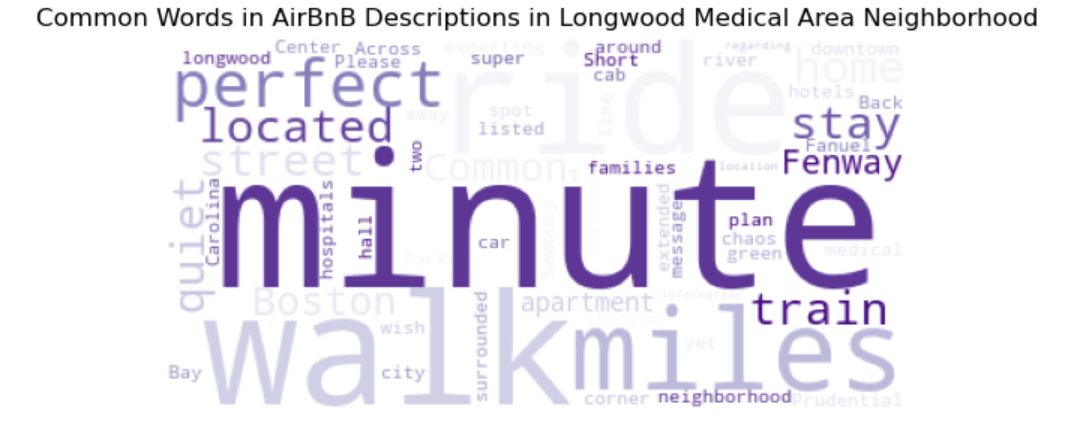 Common Words in AirBnB Descriptions in Longwood Medical Area Neighborhood
Center Across expecting around regarding downtown
longwood Please super Short river home
perfect ride cab hotels
located away spot line Back
listed stay
street two Common Fanuel
families location Fenway
minute
quiet Carolina hospitals hall car Newbury extended message plan
chaos
Park green medical
Boston apartment information train
walk miles
wish surrounded yet
Bay city
corner neighborhood Prudential